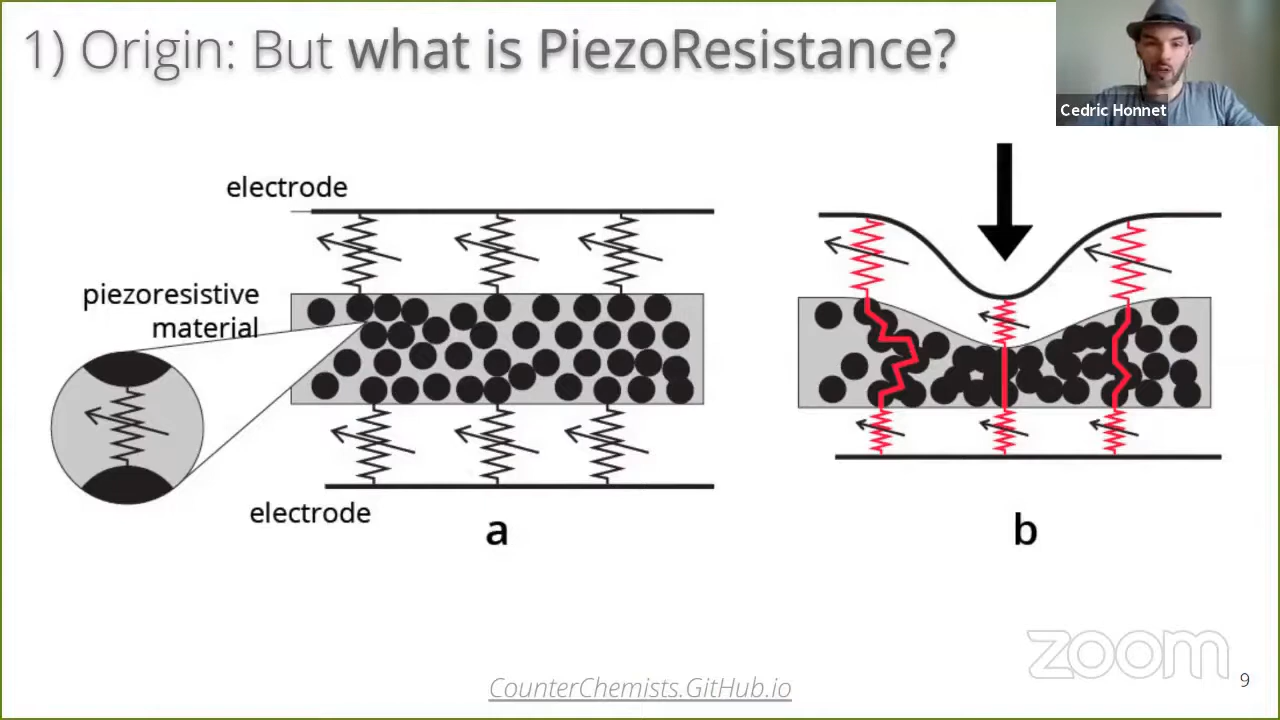 1) Origin: But what is PiezoResistance?
Cedric Honnet
electrode
piezoresistive
material
electrode
a
b
zoom
CounterChemists.GitHub.io
9